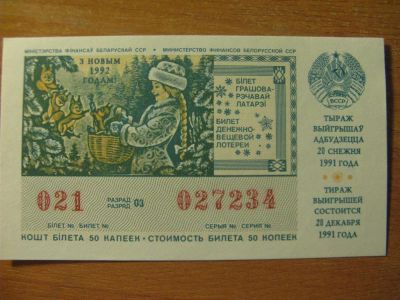 МІНІСТЭРСТВА ФІНАНСАЎ БЕЛАРУСКАЙ ССР • МИНИСТЕРСТВО ФИНАНСОВ БЕЛОРУССКОЙ ССР
З НОВЫМ
1992
ГОДАМ!
БІЛЕТ
ГРАШОВА-
РЭЧАВАЙ
ЛАТАРЭІ
БИЛЕТ
ДЕНЕЖНО-
ВЕЩЕВОЙ
ЛОТЕРЕИ
БССР
ТЫРАЖ
ВЫЙГРЫШАЎ
АДБУДЗЕЦЦА
28 СНЕЖНЯ
1991 ГОДА
ТИРАЖ
ВЫИГРЫШЕЙ
СОСТОИТСЯ
28 ДЕКАБРЯ
1991 ГОДА
021 РАЗРАД РАЗРЯД 03 027234
БІЛЕТ № БИЛЕТ № СЕРЫЯ № СЕРИЯ №
КОШТ БІЛЕТА 50 КАПЕЕК • СТОИМОСТЬ БИЛЕТА 50 КОПЕЕК